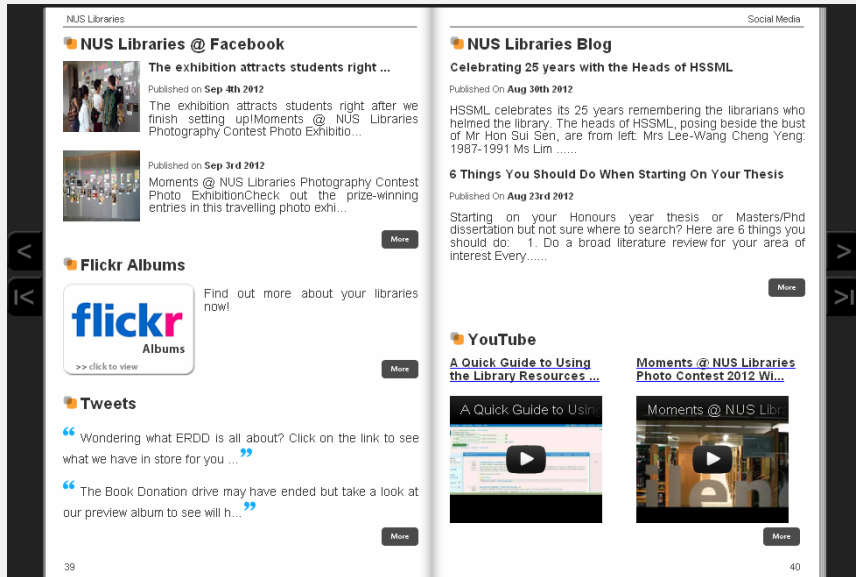 NUS Libraries
NUS Libraries @ Facebook
The exhibition attracts students right ...
Published on Sep 4th 2012
The exhibition attracts students right after we
finish setting up!Moments @ NUS Libraries
Photography Contest Photo Exhibitio...
Published on Sep 3rd 2012
Moments @ NUS Libraries Photography Contest
Photo ExhibitionCheck out the prize-winning
entries in this travelling photo exhi...
More
Flickr Albums
flickr
Albums
>> click to view
Find out more about your libraries
now!
More
Tweets
“ Wondering what ERDD is all about? Click on the link to see
what we have in store for you ...”
“ The Book Donation drive may have ended but take a look at
our preview album to see will h...”
More
39
Social Media
NUS Libraries Blog
Celebrating 25 years with the Heads of HSSML
Published On Aug 30th 2012
HSSML celebrates its 25 years remembering the librarians who
helmed the library. The heads of HSSML, posing beside the bust
of Mr Hon Sui Sen, are from left: Mrs Lee-Wang Cheng Yeng:
1987-1991 Ms Lim ......
6 Things You Should Do When Starting On Your Thesis
Published On Aug 23rd 2012
Starting on your Honours year thesis or Masters/Phd
dissertation but not sure where to search? Here are 6 things you
should do: 1. Do a broad literature review for your area of
interest Every......
More
YouTube
A Quick Guide to Using
the Library Resources ...
A Quick Guide to Using
Moments @ NUS Libraries
Photo Contest 2012 Wi...
Moments @ NUS Libra
ilen
More
40